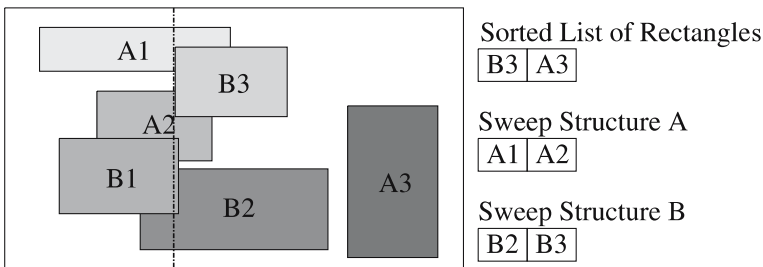 A1
B3
A2
B1
B2
A3
Sorted List of Rectangles
B3 A3
Sweep Structure A
A1 A2
Sweep Structure B
B2 B3